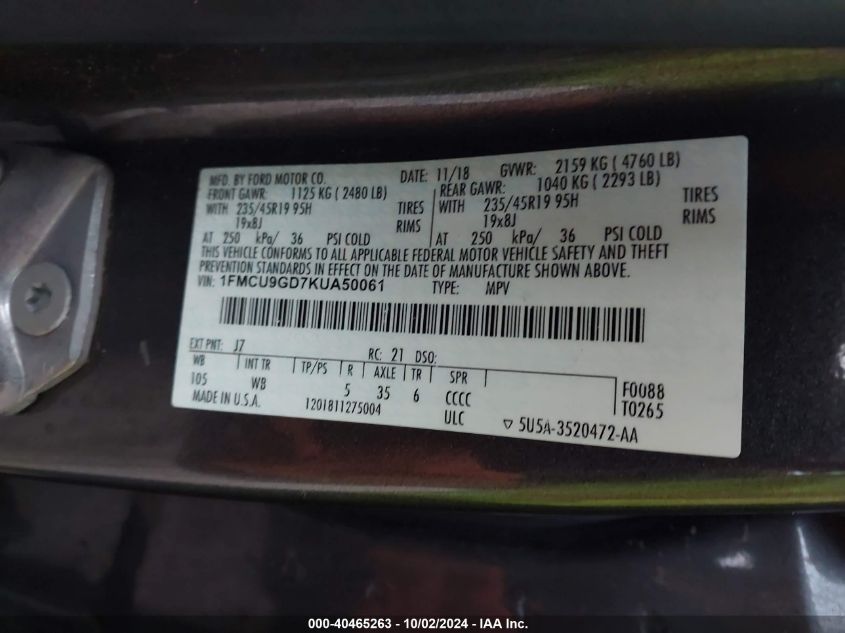 MFD. BY FORD MOTOR CO. DATE: 11/18 GVWR: 2159 KG ( 4760 LB)
FRONT GAWR: 1125 KG ( 2480 LB) REAR GAWR: 1040 KG ( 2293 LB)
WITH 235/45R19 95H TIRES WITH 235/45R19 95H TIRES
19x8J RIMS 19x8J RIMS
AT 250 kPa/ 36 PSI COLD AT 250 kPa/ 36 PSI COLD
THIS VEHICLE CONFORMS TO ALL APPLICABLE FEDERAL MOTOR VEHICLE SAFETY AND THEFT
PREVENTION STANDARDS IN EFFECT ON THE DATE OF MANUFACTURE SHOWN ABOVE.
VIN: 1FMCU9GD7KUA50061 TYPE: MPV
EXT PNT: J7 RC: 21 DSO:
WB INT TR TP/PS R AXLE TR SPR
105 WB 5 35 6 CCCC F0088
MADE IN U.S.A. 1201811275004 ULC T0265
▽ 5U5A-3520472-AA
000-40465263 - 10/02/2024 - IAA Inc.